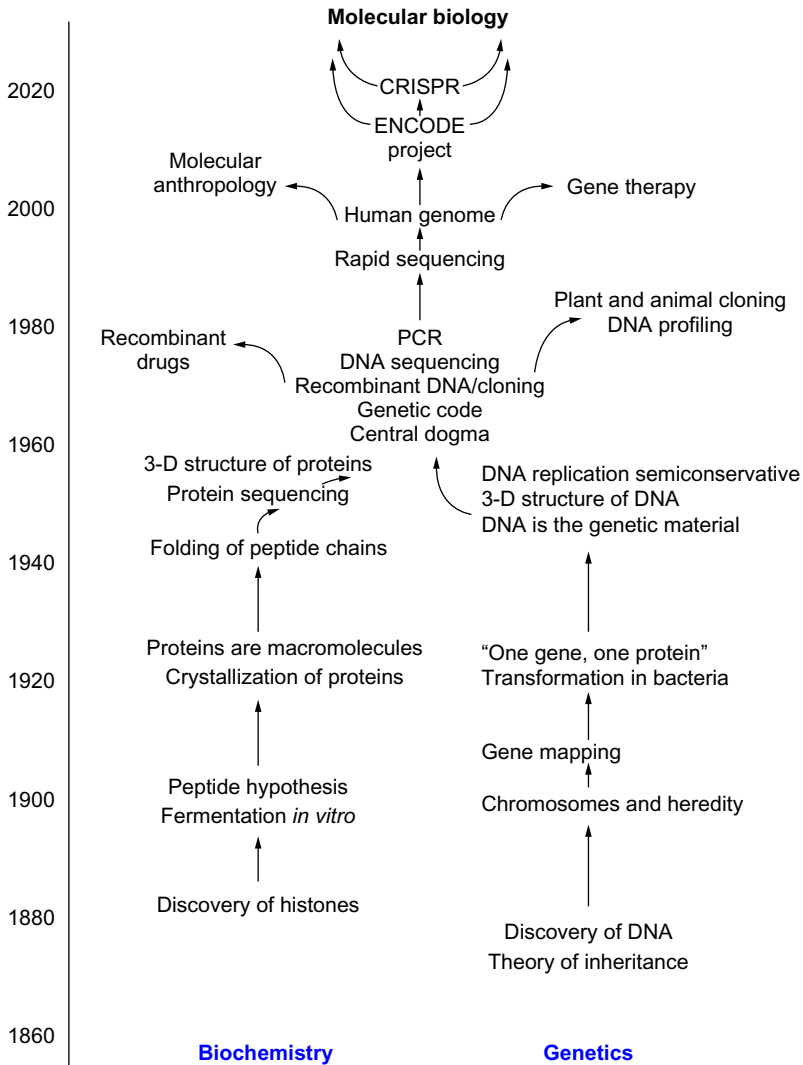 Molecular biology
2020
CRISPR
ENCODE
project
Molecular
anthropology
Gene therapy
2000
Human genome
Rapid sequencing
Plant and animal cloning
DNA profiling
1980
Recombinant
drugs
PCR
DNA sequencing
Recombinant DNA/cloning
Genetic code
Central dogma
1960
3-D structure of proteins
Protein sequencing
DNA replication semiconservative
3-D structure of DNA
DNA is the genetic material
Folding of peptide chains
1940
Proteins are macromolecules
Crystallization of proteins
“One gene, one protein”
Transformation in bacteria
1920
Gene mapping
Peptide hypothesis
Fermentation in vitro
1900
Chromosomes and heredity
Discovery of histones
1880
Discovery of DNA
Theory of inheritance
1860
Biochemistry
Genetics